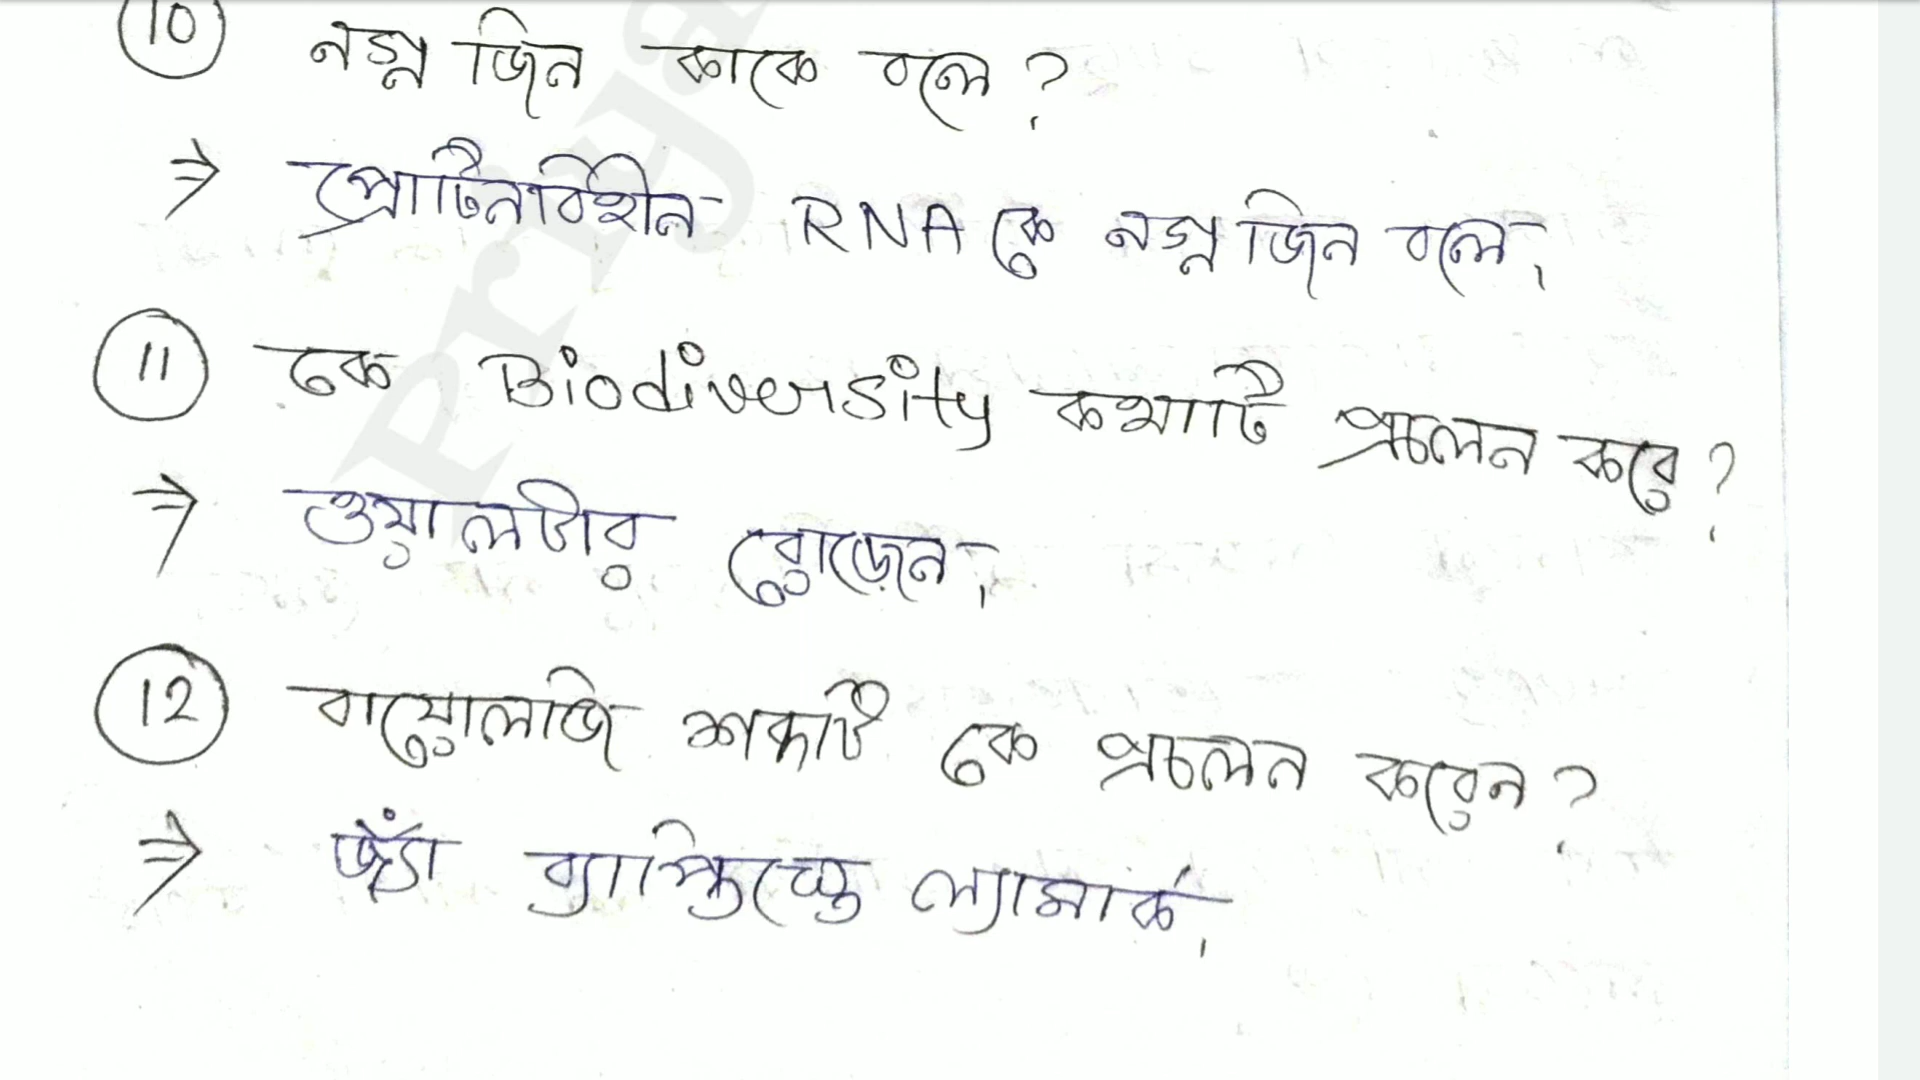 10 নগ্ন জিন কাকে বলে?
⇒ প্রোটিনবিহীন RNA কে নগ্ন জিন বলে।
11 কে Biodiversity কথাটি প্রচলন করে?
⇒ ওয়ালটার রোজেন।
12 বায়োলজি শব্দটি কে প্রচলন করেন?
⇒ জ্যাঁ ব্যাপ্তিস্তে ল্যামার্ক।
Priya